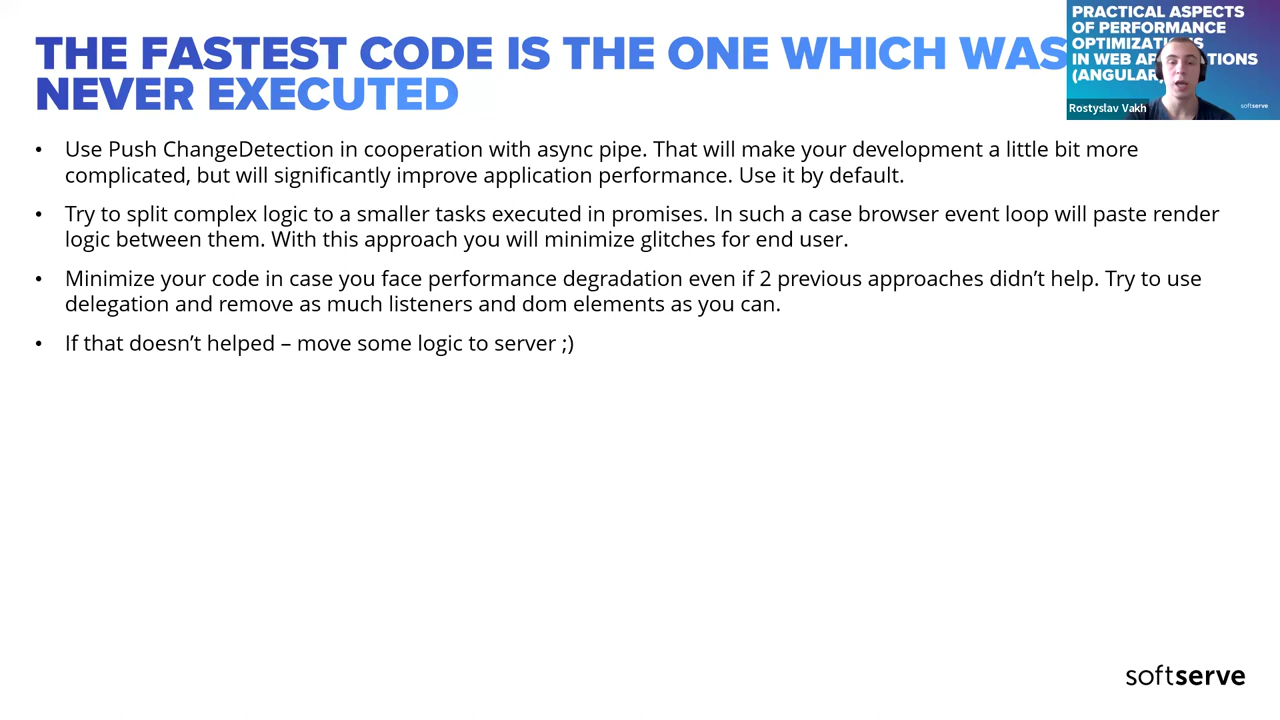 THE FASTEST CODE IS THE ONE WHICH WAS
NEVER EXECUTED
• Use Push ChangeDetection in cooperation with async pipe. That will make your development a little bit more
complicated, but will significantly improve application performance. Use it by default.
• Try to split complex logic to a smaller tasks executed in promises. In such a case browser event loop will paste render
logic between them. With this approach you will minimize glitches for end user.
• Minimize your code in case you face performance degradation even if 2 previous approaches didn’t help. Try to use
delegation and remove as much listeners and dom elements as you can.
• If that doesn’t helped – move some logic to server ;)
PRACTICAL ASPECTS
OF PERFORMANCE
IN WEB
(ANGULAR)
Rostyslav Vakh
softserve
softserve